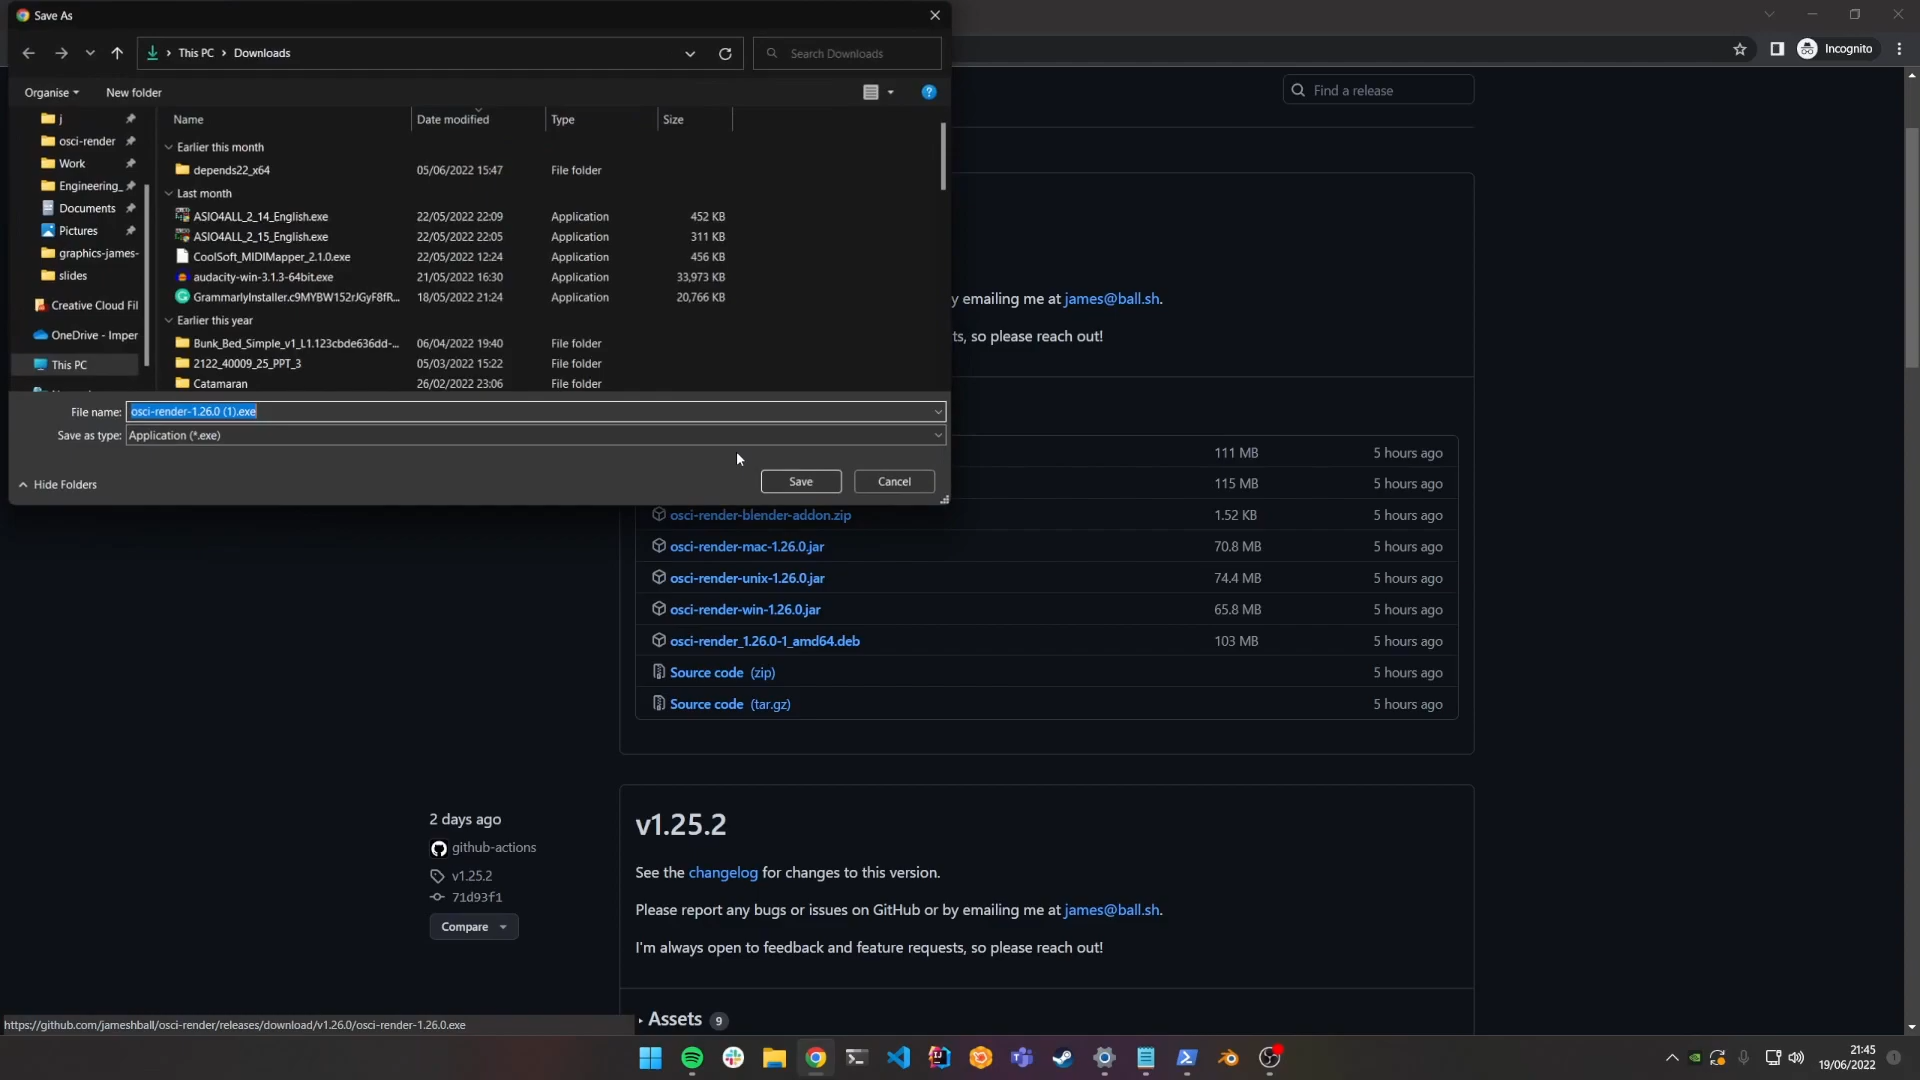 Save As
This PC
Downloads
Search Downloads
Organise
New folder
Name
Date modified
Type
Size
j
osci-render
Work
Engineering_
Documents
Pictures
graphics-james-
slides
Creative Cloud Fil
OneDrive - Imper
This PC
Earlier this month
depends22_x64 05/06/2022 15:47 File folder
Last month
ASIO4ALL_2_14_English.exe 22/05/2022 22:09 Application 452 KB
ASIO4ALL_2_15_English.exe 22/05/2022 22:05 Application 311 KB
CoolSoft_MIDIMapper_2.1.0.exe 22/05/2022 12:24 Application 456 KB
audacity-win-3.1.3-64bit.exe 21/05/2022 16:30 Application 33,973 KB
GrammarlyInstaller.c9MYBW152rJGyF8fR... 18/05/2022 21:24 Application 20,766 KB
Earlier this year
Bunk_Bed_Simple_v1_L1.123cbde636dd-... 06/04/2022 19:40 File folder
2122_40009_25_PPT_3 05/03/2022 15:22 File folder
Catamaran 26/02/2022 23:06 File folder
File name: osci-render-1.26.0 (1).exe
Save as type: Application (*.exe)
Hide Folders
Save
Cancel
Incognito
Find a release
y emailing me at james@ball.sh.
ts, so please reach out!
111 MB 5 hours ago
115 MB 5 hours ago
osci-render-blender-addon.zip 1.52 KB 5 hours ago
osci-render-mac-1.26.0.jar 70.8 MB 5 hours ago
osci-render-unix-1.26.0.jar 74.4 MB 5 hours ago
osci-render-win-1.26.0.jar 65.8 MB 5 hours ago
osci-render_1.26.0-1_amd64.deb 103 MB 5 hours ago
Source code (zip) 5 hours ago
Source code (tar.gz) 5 hours ago
2 days ago
github-actions
v1.25.2
71d93f1
Compare
v1.25.2
See the changelog for changes to this version.
Please report any bugs or issues on GitHub or by emailing me at james@ball.sh.
I'm always open to feedback and feature requests, so please reach out!
Assets 9
https://github.com/jameshball/osci-render/releases/download/v1.26.0/osci-render-1.26.0.exe
21:45
19/06/2022
1